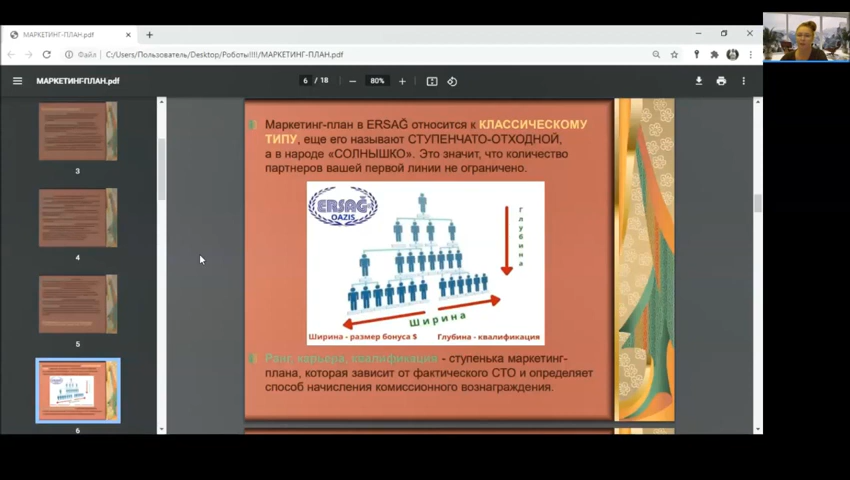 МАРКЕТИНГ-ПЛАН.pdf
Файл
C:/Users/Пользователь/Desktop/Роботы!!!!/МАРКЕТИНГ-ПЛАН.pdf
МАРКЕТИНГ-ПЛАН.pdf
6 / 18
80%
3
4
5
6
Маркетинг-план в ERSAĞ относится к КЛАССИЧЕСКОМУ
ТИПУ, еще его называют СТУПЕНЧАТО-ОТХОДНОЙ,
а в народе «СОЛНЫШКО». Это значит, что количество
партнеров вашей первой линии не ограничено.
ERSAĞ
OAZIS
Глубина
Ширина
Ширина - размер бонуса $
Глубина - квалификация
Ранг, карьера, квалификация - ступенька маркетинг-
плана, которая зависит от фактического СТО и определяет
способ начисления комиссионного вознаграждения.